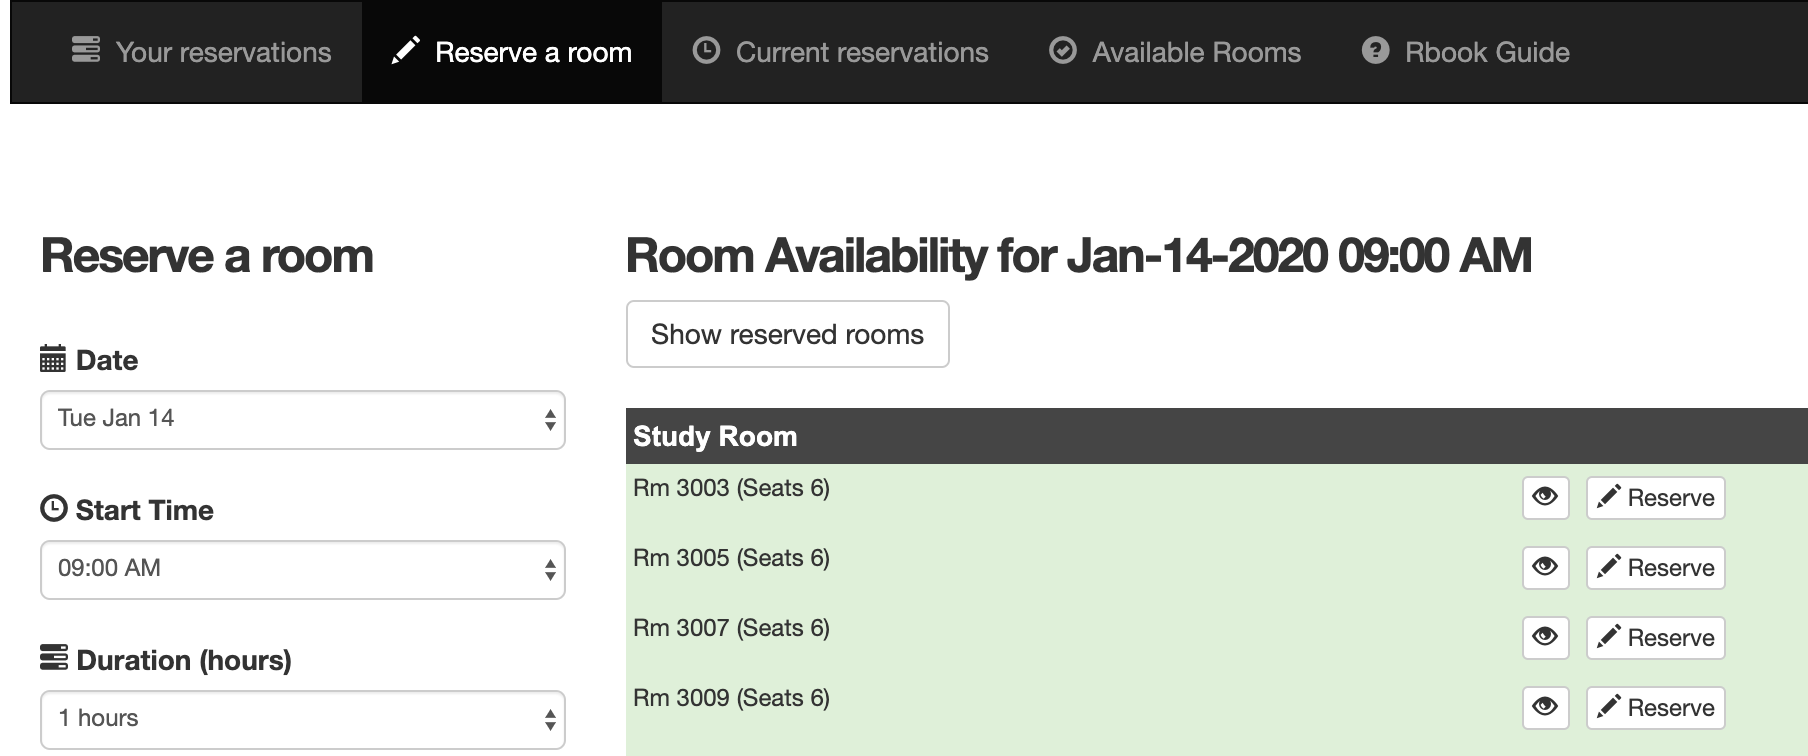 Your reservations
Reserve a room
Current reservations
Available Rooms
Rbook Guide
Reserve a room
Date
Tue Jan 14
Start Time
09:00 AM
Duration (hours)
1 hours
Room Availability for Jan-14-2020 09:00 AM
Show reserved rooms
Study Room
Rm 3003 (Seats 6)
Reserve
Rm 3005 (Seats 6)
Reserve
Rm 3007 (Seats 6)
Reserve
Rm 3009 (Seats 6)
Reserve